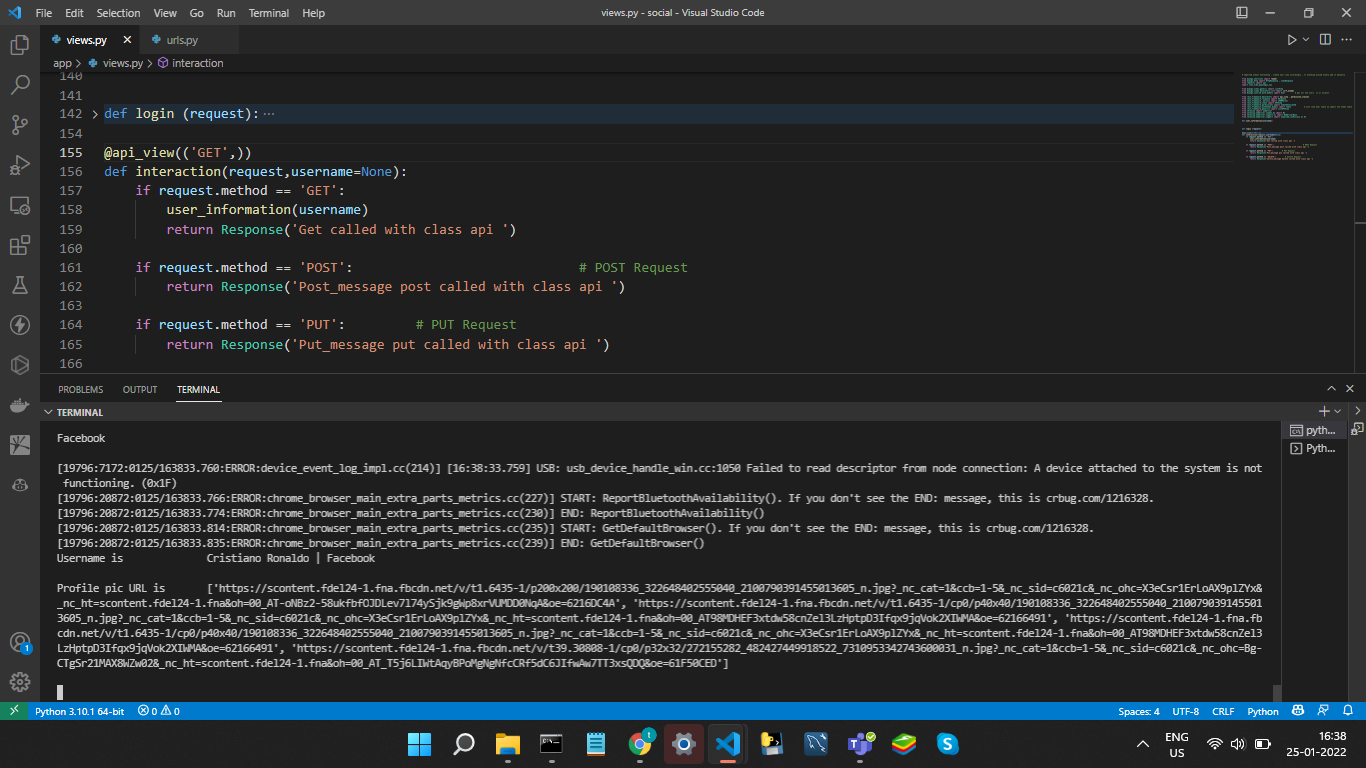 File Edit Selection View Go Run Terminal Help views.py - social - Visual Studio Code
views.py urls.py
app > views.py > interaction
140
141
142 def login (request): ···
154
155 @api_view(('GET',))
156 def interaction(request,username=None):
157 if request.method == 'GET':
158 user_information(username)
159 return Response('Get called with class api ')
160
161 if request.method == 'POST': # POST Request
162 return Response('Post_message post called with class api ')
163
164 if request.method == 'PUT': # PUT Request
165 return Response('Put_message put called with class api ')
166
PROBLEMS OUTPUT TERMINAL
TERMINAL
Facebook
[19796:7172:0125/163833.760:ERROR:device_event_log_impl.cc(214)] [16:38:33.759] USB: usb_device_handle_win.cc:1050 Failed to read descriptor from node connection: A device attached to the system is not
functioning. (0x1F)
[19796:20872:0125/163833.766:ERROR:chrome_browser_main_extra_parts_metrics.cc(227)] START: ReportBluetoothAvailability(). If you don't see the END: message, this is crbug.com/1216328.
[19796:20872:0125/163833.774:ERROR:chrome_browser_main_extra_parts_metrics.cc(230)] END: ReportBluetoothAvailability()
[19796:20872:0125/163833.814:ERROR:chrome_browser_main_extra_parts_metrics.cc(235)] START: GetDefaultBrowser(). If you don't see the END: message, this is crbug.com/1216328.
[19796:20872:0125/163833.835:ERROR:chrome_browser_main_extra_parts_metrics.cc(239)] END: GetDefaultBrowser()
Username is Cristiano Ronaldo | Facebook
Profile pic URL is ['https://scontent.fdel24-1.fna.fbcdn.net/v/t1.6435-1/p200x200/190108336_322648402555040_2100790391455013605_n.jpg?_nc_cat=1&ccb=1-5&_nc_sid=c6021c&_nc_ohc=X3eCsr1ErLoAX9plZYx&
_nc_ht=scontent.fdel24-1.fna&oh=00_AT-oNBz2-58ukfbfOJDLev7l74ySjk9gWp8xrVUMDD0NqA&oe=6216DC4A', 'https://scontent.fdel24-1.fna.fbcdn.net/v/t1.6435-1/cp0/p40x40/190108336_322648402555040_210079039145501
3605_n.jpg?_nc_cat=1&ccb=1-5&_nc_sid=c6021c&_nc_ohc=X3eCsr1ErLoAX9plZYx&_nc_ht=scontent.fdel24-1.fna&oh=00_AT98MDHEF3xtdw58cnZel3LzHptpD3Ifqx9jqVok2XIWMA&oe=62166491', 'https://scontent.fdel24-1.fna.fb
cdn.net/v/t1.6435-1/cp0/p40x40/190108336_322648402555040_2100790391455013605_n.jpg?_nc_cat=1&ccb=1-5&_nc_sid=c6021c&_nc_ohc=X3eCsr1ErLoAX9plZYx&_nc_ht=scontent.fdel24-1.fna&oh=00_AT98MDHEF3xtdw58cnZel3
LzHptpD3Ifqx9jqVok2XIWMA&oe=62166491', 'https://scontent.fdel24-1.fna.fbcdn.net/v/t39.30808-1/cp0/p32x32/272155282_482427449918522_7310953342743600031_n.jpg?_nc_cat=1&ccb=1-5&_nc_sid=c6021c&_nc_ohc=Bg-
CTgSr21MAX8WZw02&_nc_ht=scontent.fdel24-1.fna&oh=00_AT_T5j6LIWtAqyBPoMgNgNfcCRf5dC6JIfwAw7TT3xsQDQ&oe=61F50CED']
pyth...
Pyth...
1
Python 3.10.1 64-bit 0 0 Spaces: 4 UTF-8 CRLF Python
ENG
US
16:38
25-01-2022